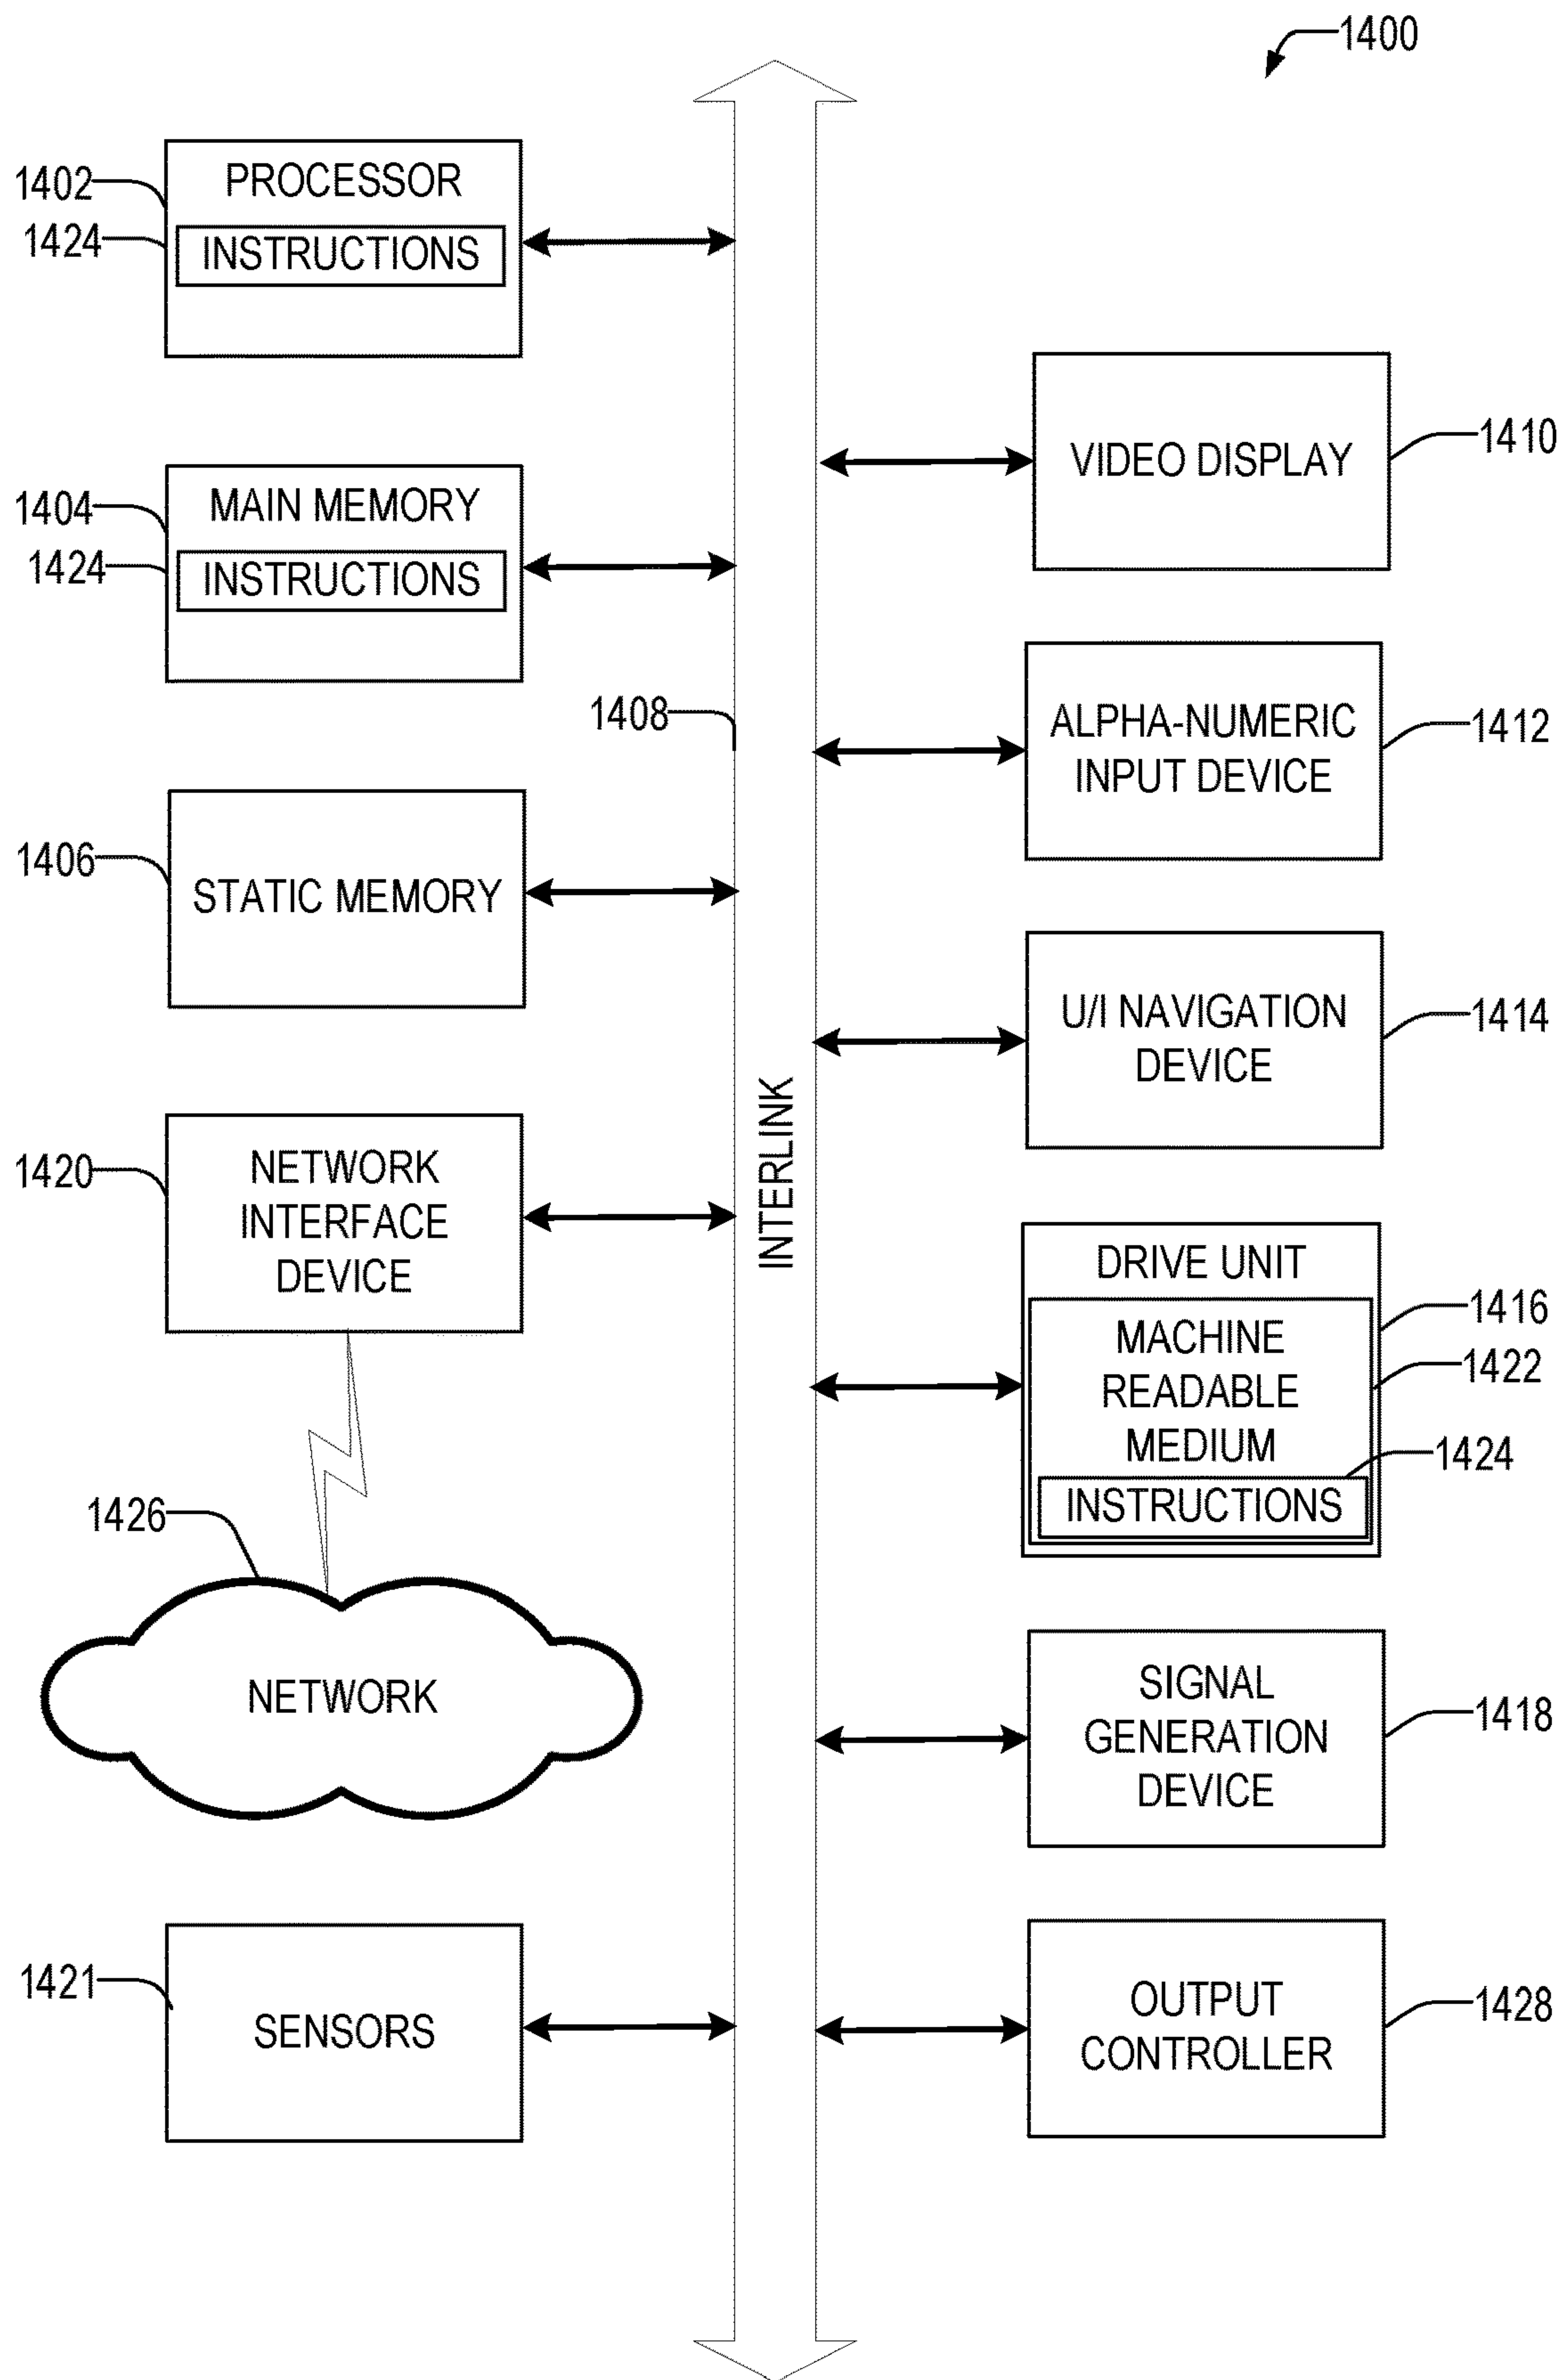 1400
1402
PROCESSOR
1424
INSTRUCTIONS
1404
MAIN MEMORY
1424
INSTRUCTIONS
1408
1406
STATIC MEMORY
1420
NETWORK
INTERFACE
DEVICE
1426
NETWORK
1421
SENSORS
INTERLINK
VIDEO DISPLAY
1410
ALPHA-NUMERIC
INPUT DEVICE
1412
U/I NAVIGATION
DEVICE
1414
DRIVE UNIT
1416
MACHINE
READABLE
MEDIUM
1422
1424
INSTRUCTIONS
SIGNAL
GENERATION
DEVICE
1418
OUTPUT
CONTROLLER
1428